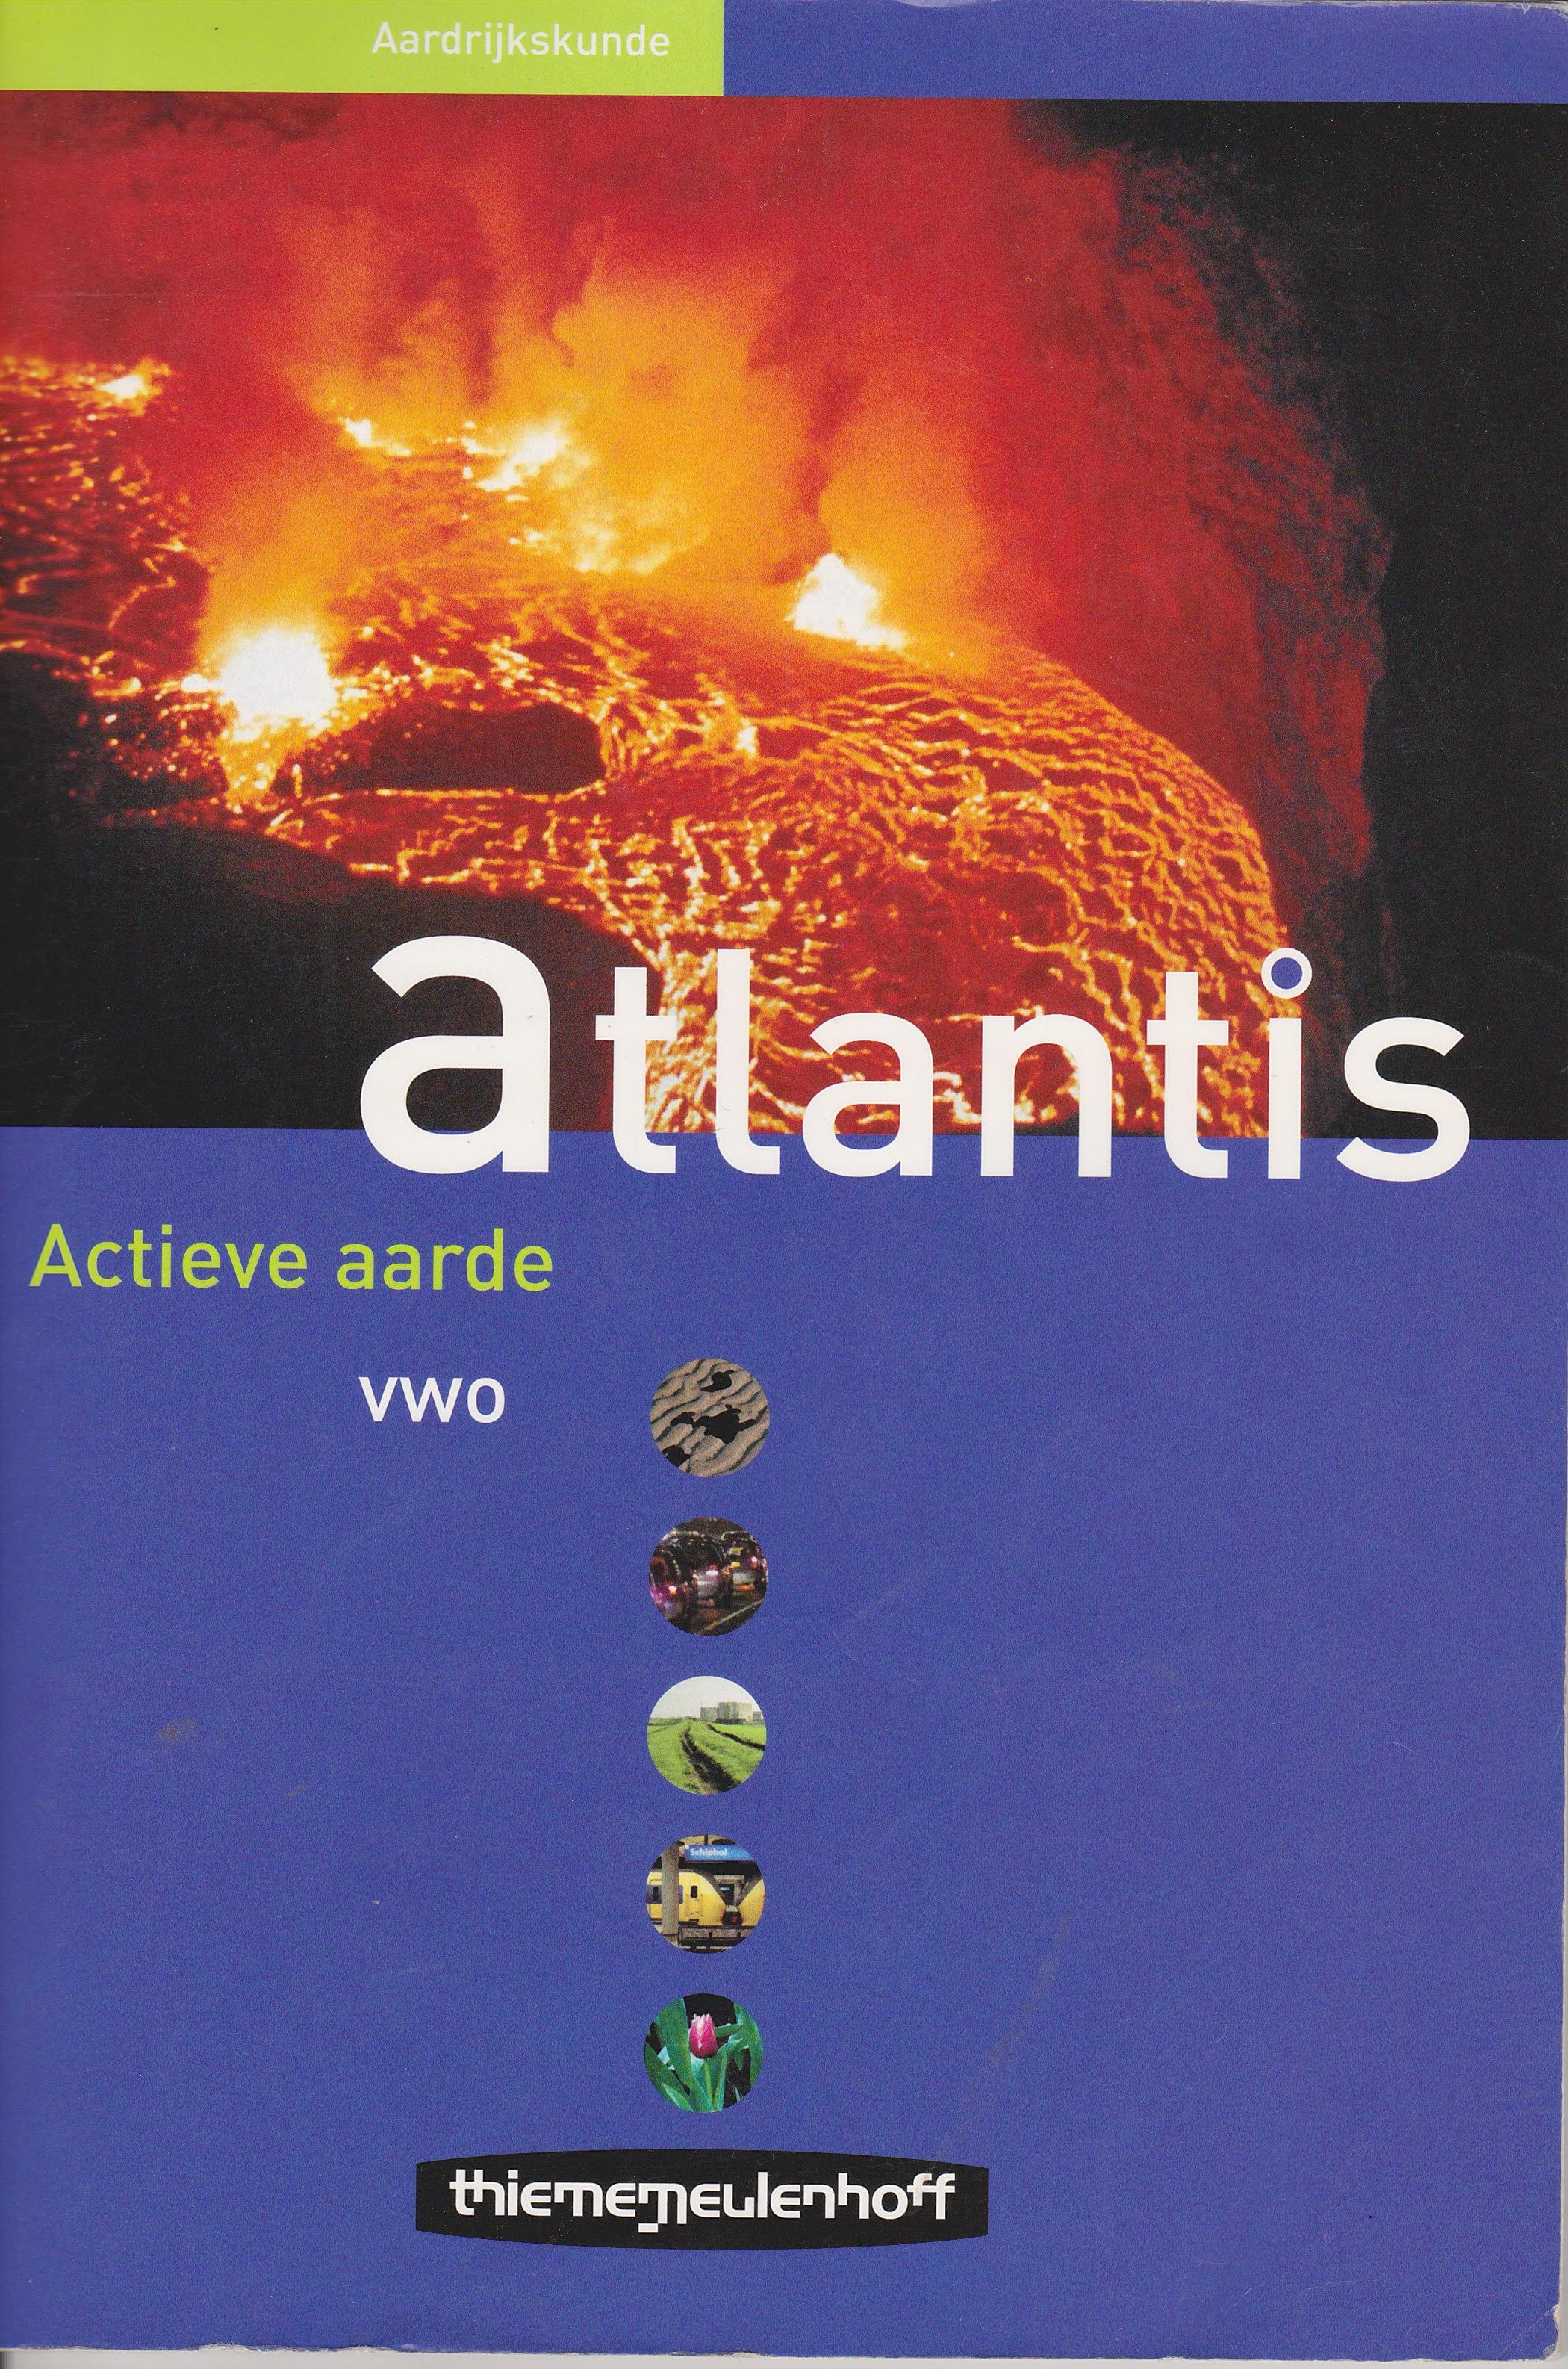 Aardrijkskunde
atlantis
Actieve aarde
vwo
Schiphol
thiememeulenhoff